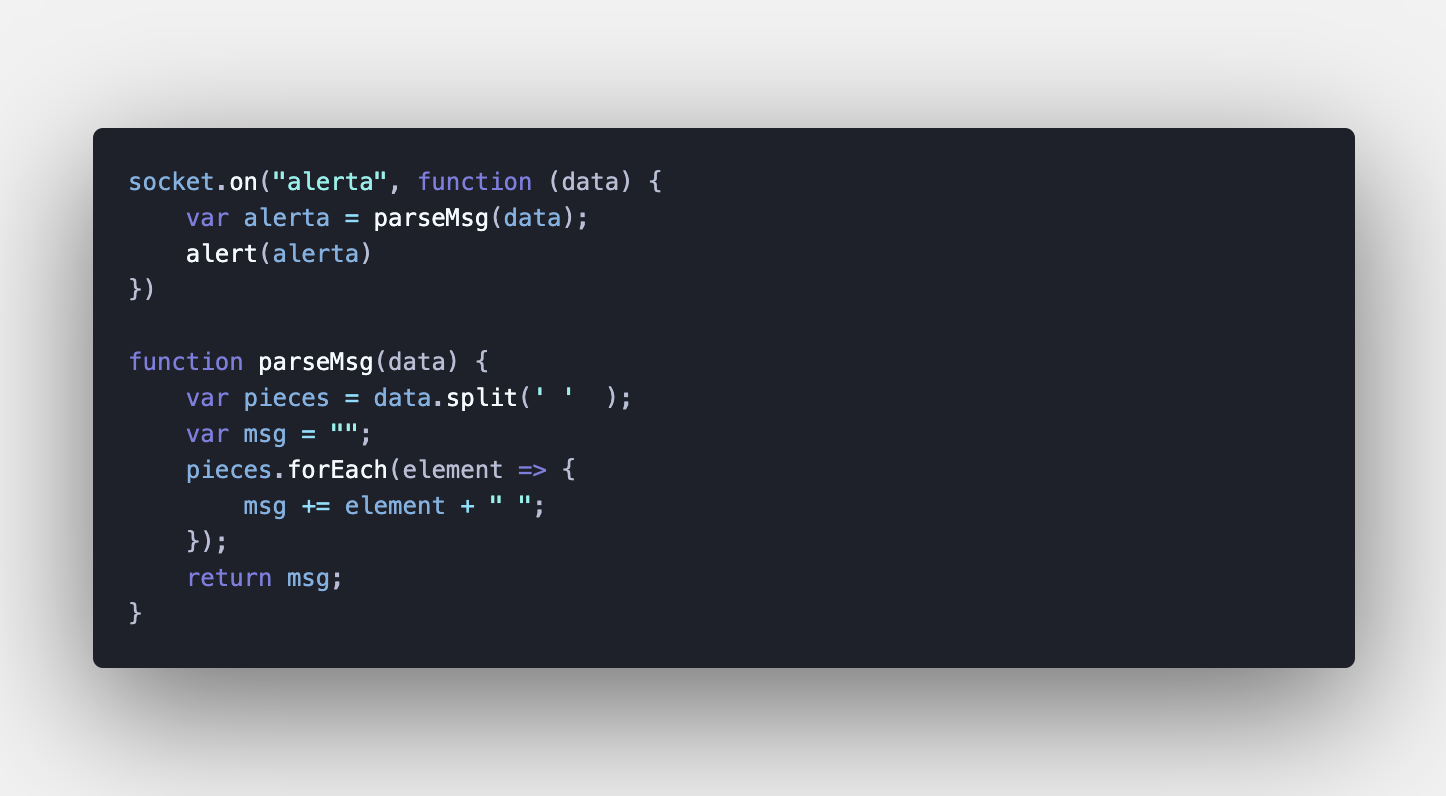 socket.on("alerta", function (data) {
    var alerta = parseMsg(data);
    alert(alerta)
})

function parseMsg(data) {
    var pieces = data.split(' '  );
    var msg = "";
    pieces.forEach(element => {
        msg += element + " ";
    });
    return msg;
}